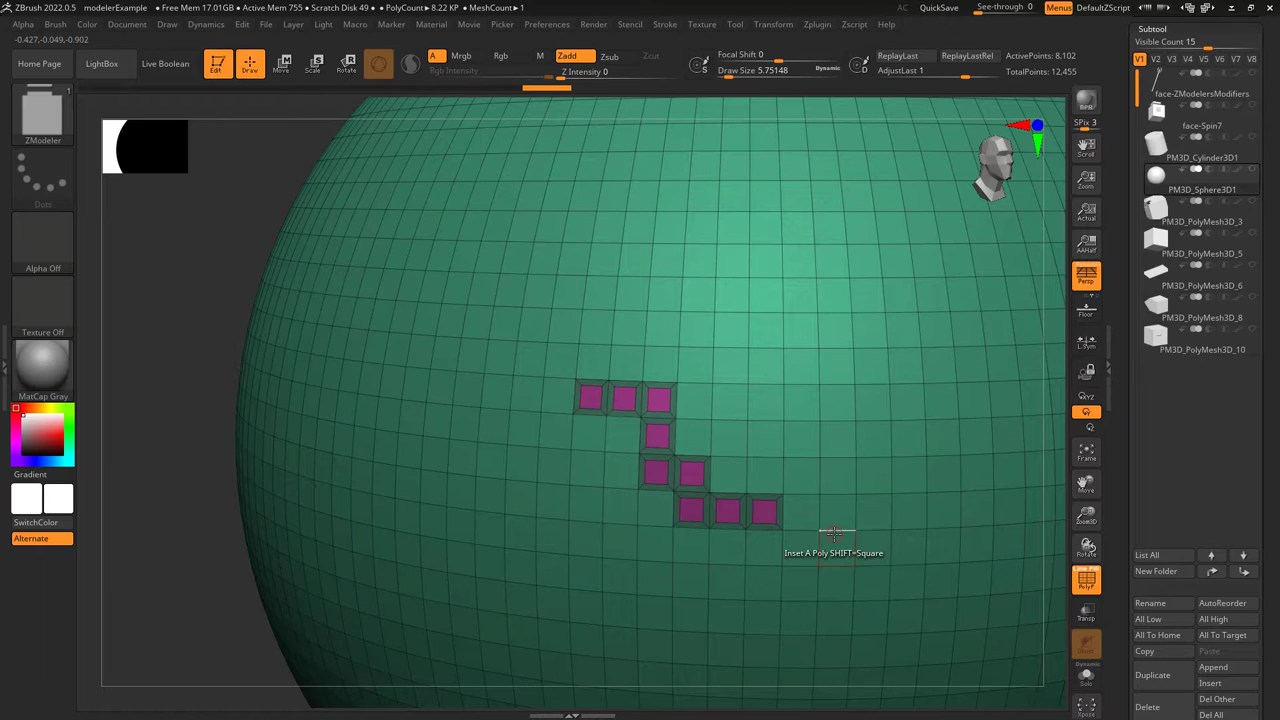 ZBrush 2022.0.5 modelerExample • Free Mem 17.01GB • Active Mem 755 • Scratch Disk 49 • PolyCount▸8.22 KP • MeshCount▸1 AC QuickSave See-through 0 Menus DefaultZScript
Alpha Brush Color Document Draw Dynamics Edit File Layer Light Macro Marker Material Movie Picker Preferences Render Stencil Stroke Texture Tool Transform Zplugin Zscript Help
-0.427,-0.049,-0.902
Home Page LightBox Live Boolean Edit Draw Move Scale Rotate
A Mrgb Rgb M Zadd Zsub Zcut
Rgb Intensity Z Intensity 0
Focal Shift 0
Draw Size 5.75148 Dynamic
S
D
ReplayLast ReplayLastRel ActivePoints: 8,102
AdjustLast 1 TotalPoints: 12,455
1
ZModeler
Dots
Alpha Off
Texture Off
MatCap Gray
Gradient
SwitchColor
Alternate
Inset A Poly SHIFT=Square
BPR
SPix 3
Scroll
Zoom
Actual
AAHalf
Persp
Floor
L.Sym
XYZ
Frame
Move
Zoom3D
Rotate
Line Fill
PolyF
Transp
Dynamic
Solo
Xpose
Subtool
Visible Count 15
V1 V2 V3 V4 V5 V6 V7 V8
face-ZModelersModifiers
face-Spin7
PM3D_Cylinder3D1
PM3D_Sphere3D1
PM3D_PolyMesh3D_3
PM3D_PolyMesh3D_5
PM3D_PolyMesh3D_6
PM3D_PolyMesh3D_8
PM3D_PolyMesh3D_10
List All
New Folder
Rename AutoReorder
All Low All High
All To Home All To Target
Copy Paste
Duplicate Append
Insert
Delete Del Other
Del All